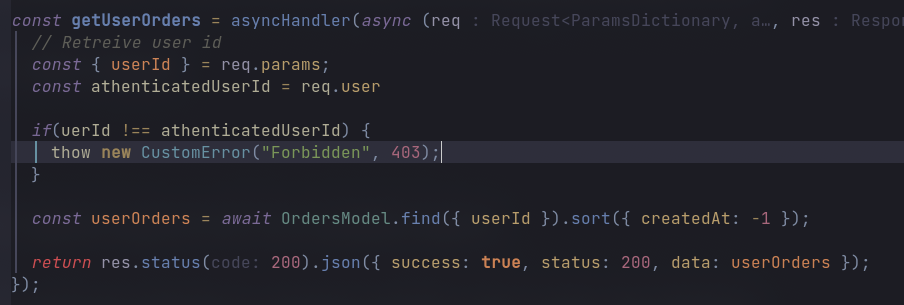 const getUserOrders = asyncHandler(async (req : Request<ParamsDictionary, a…, res : Respon
// Retreive user id
const { userId } = req.params;
const athenticatedUserId = req.user
if(uerId !== athenticatedUserId) {
thow new CustomError("Forbidden", 403);
}
const userOrders = await OrdersModel.find({ userId }).sort({ createdAt: -1 });
return res.status(code: 200).json({ success: true, status: 200, data: userOrders });
});